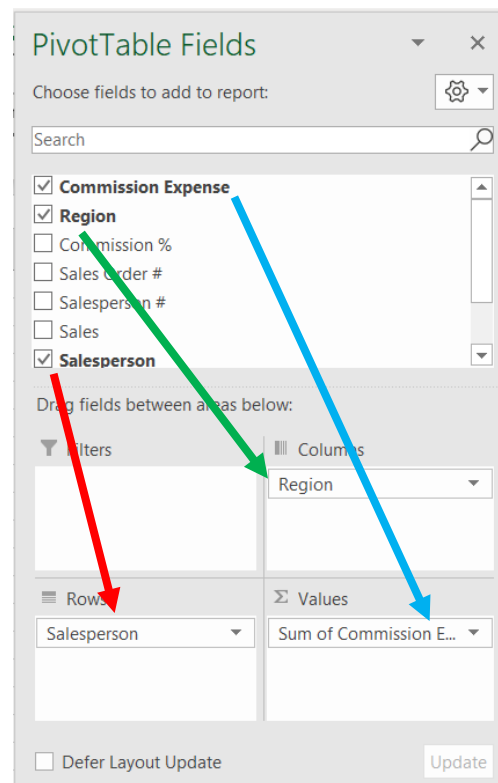 PivotTable Fields
Choose fields to add to report:
Search
Commission Expense
Region
Commission %
Sales Order #
Salesperson #
Sales
Salesperson
Drag fields between areas below:
Filters
Columns
Region
Rows
Σ Values
Salesperson
Sum of Commission E...
Defer Layout Update
Update